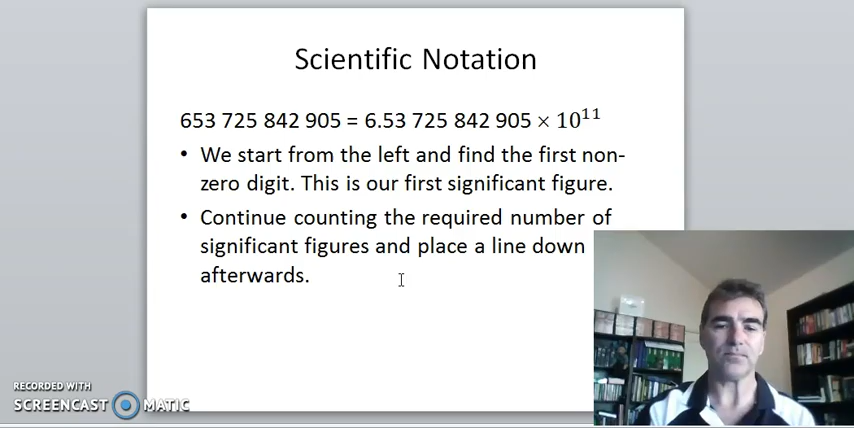 Scientific Notation
653 725 842 905 = 6.53 725 842 905 × 10¹¹
• We start from the left and find the first non-
zero digit. This is our first significant figure.
• Continue counting the required number of
significant figures and place a line down
afterwards.
RECORDED WITH
SCREENCAST MATIC